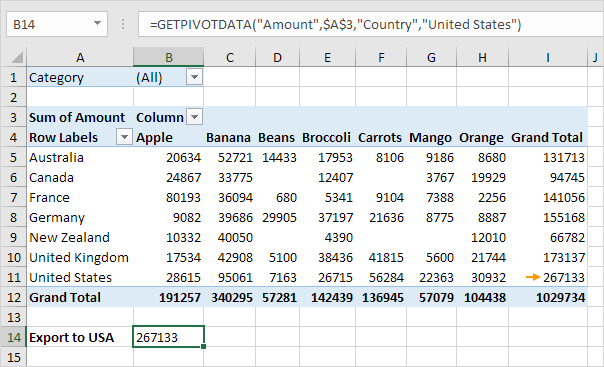 B14 =GETPIVOTDATA("Amount",$A$3,"Country","United States")
A B C D E F G H I J
1 Category (All)
2
3 Sum of Amount Column
4 Row Labels Apple Banana Beans Broccoli Carrots Mango Orange Grand Total
5 Australia 20634 52721 14433 17953 8106 9186 8680 131713
6 Canada 24867 33775 12407 3767 19929 94745
7 France 80193 36094 680 5341 9104 7388 2256 141056
8 Germany 9082 39686 29905 37197 21636 8775 8887 155168
9 New Zealand 10332 40050 4390 12010 66782
10 United Kingdom 17534 42908 5100 38436 41815 5600 21744 173137
11 United States 28615 95061 7163 26715 56284 22363 30932 267133
12 Grand Total 191257 340295 57281 142439 136945 57079 104438 1029734
13
14 Export to USA 267133
15